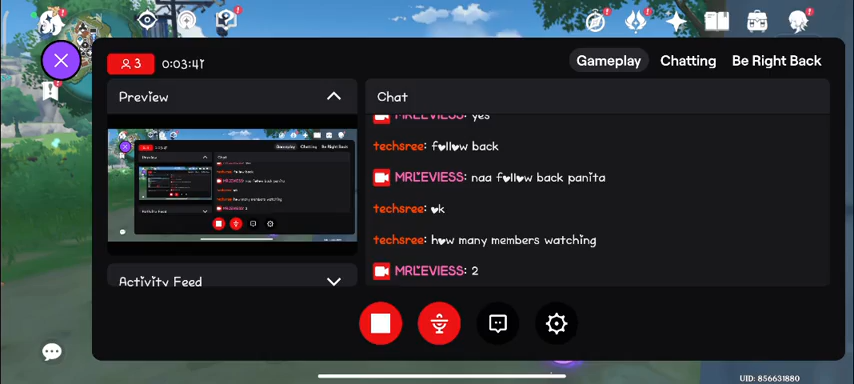 3 0:03:41
Gameplay Chatting Be Right Back
Preview
Chat
MRLEVIESS: yes
techsree: follow back
MRLEVIESS: naa follow back panita
techsree: ok
techsree: how many members watching
MRLEVIESS: 2
Activity Feed
UID: 856631880